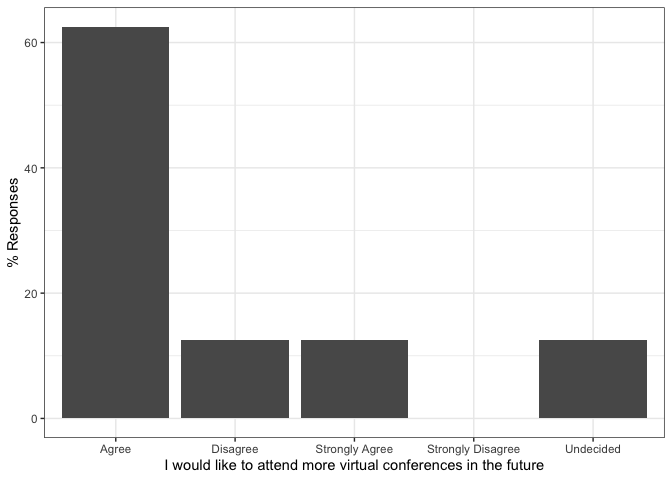 % Responses
60
40
20
0
Agree Disagree Strongly Agree Strongly Disagree Undecided
I would like to attend more virtual conferences in the future